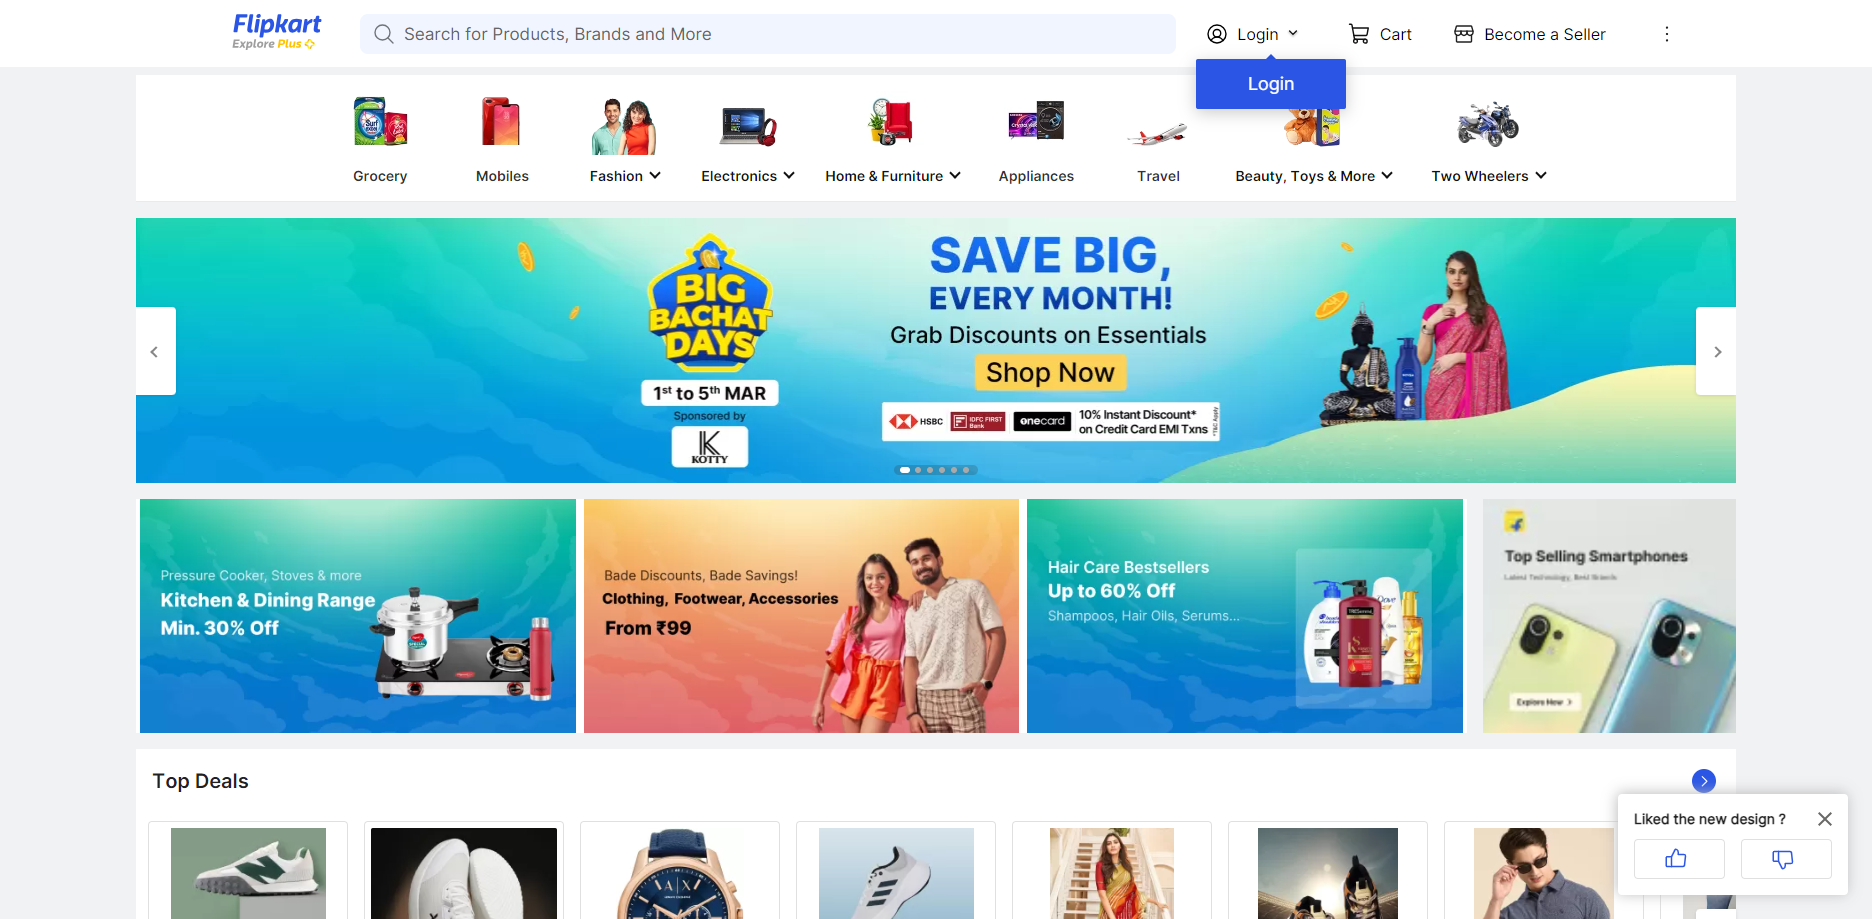 Flipkart
Explore Plus
Search for Products, Brands and More
Login
Cart
Become a Seller
Login
Grocery
Mobiles
Fashion
Electronics
Home & Furniture
Appliances
Travel
Beauty, Toys & More
Two Wheelers
BIG
BACHAT
DAYS
1st to 5th MAR
Sponsored by
K
KOTTY
SAVE BIG,
EVERY MONTH!
Grab Discounts on Essentials
Shop Now
HSBC
IDFC FIRST
Bank
onecard
10% Instant Discount*
on Credit Card EMI Txns
*T&C Apply
Pressure Cooker, Stoves & more
Kitchen & Dining Range
Min. 30% Off
Bade Discounts, Bade Savings!
Clothing, Footwear, Accessories
From ₹99
Hair Care Bestsellers
Up to 60% Off
Shampoos, Hair Oils, Serums...
Dove
Top Selling Smartphones
Latest Technology, Best Brands
Explore Now
Top Deals
A|X
Liked the new design ?